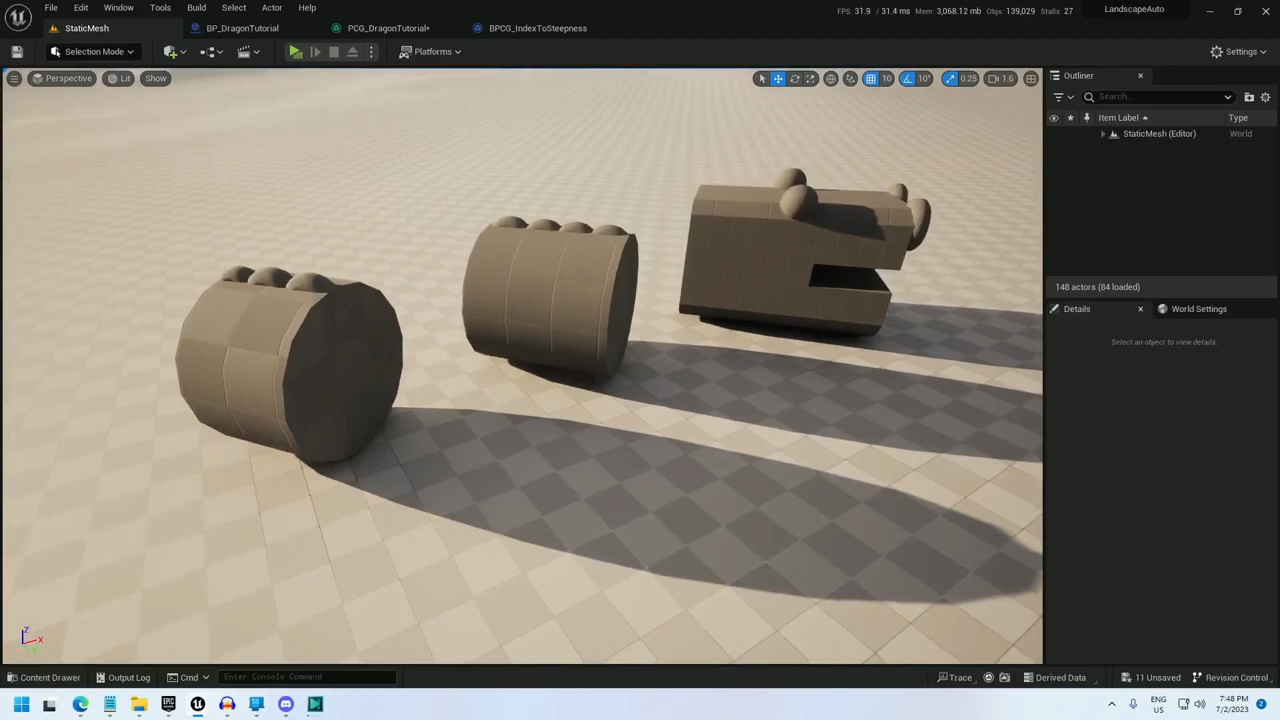 File Edit Window Tools Build Select Actor Help
FPS: 31.9 / 31.4 ms Mem: 3,068.12 mb Objs: 139,029 Stalls: 27
LandscapeAuto
StaticMesh
BP_DragonTutorial
PCG_DragonTutorial*
BPCG_IndexToSteepness
Selection Mode
Platforms
Settings
Perspective
Lit
Show
10
10°
0.25
1.6
Outliner
Search...
Item Label
Type
StaticMesh (Editor)
World
148 actors (84 loaded)
Details
World Settings
Select an object to view details.
Z
X
Content Drawer
Output Log
Cmd
Enter Console Command
Trace
Derived Data
11 Unsaved
Revision Control
EPIC
ENG
US
7:48 PM
7/2/2023
2